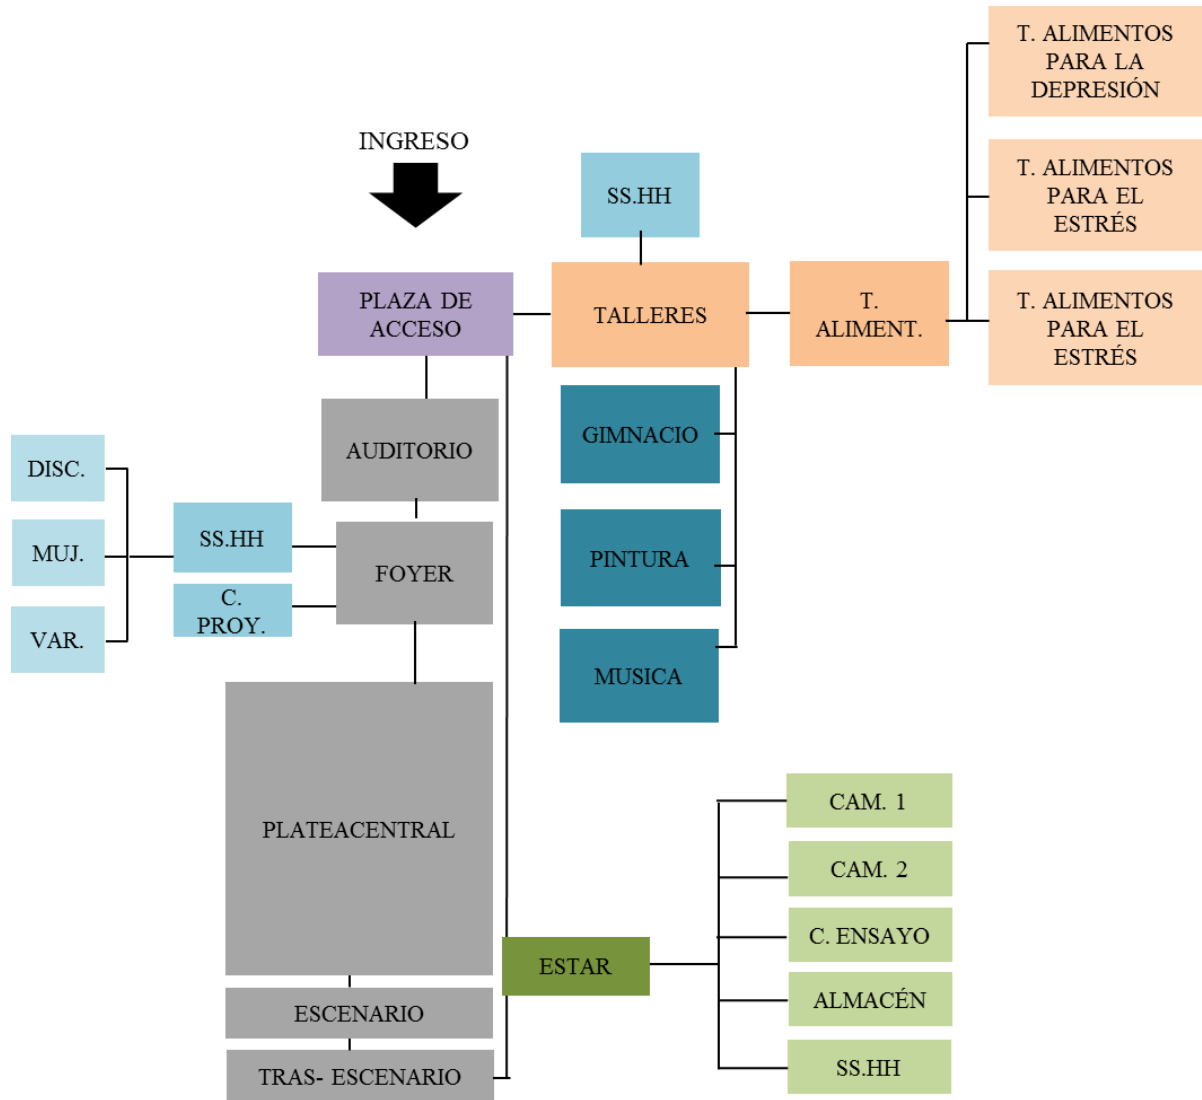 T. ALIMENTOS
PARA LA
DEPRESIÓN
INGRESO
SS.HH
T. ALIMENTOS
PARA EL
ESTRÉS
PLAZA DE
ACCESO
TALLERES
T.
ALIMENT.
T. ALIMENTOS
PARA EL
ESTRÉS
AUDITORIO
GIMNACIO
DISC.
SS.HH
MUJ.
FOYER
PINTURA
C.
PROY.
VAR.
MUSICA
PLATEACENTRAL
CAM. 1
CAM. 2
C. ENSAYO
ESTAR
ALMACÉN
ESCENARIO
SS.HH
TRAS- ESCENARIO